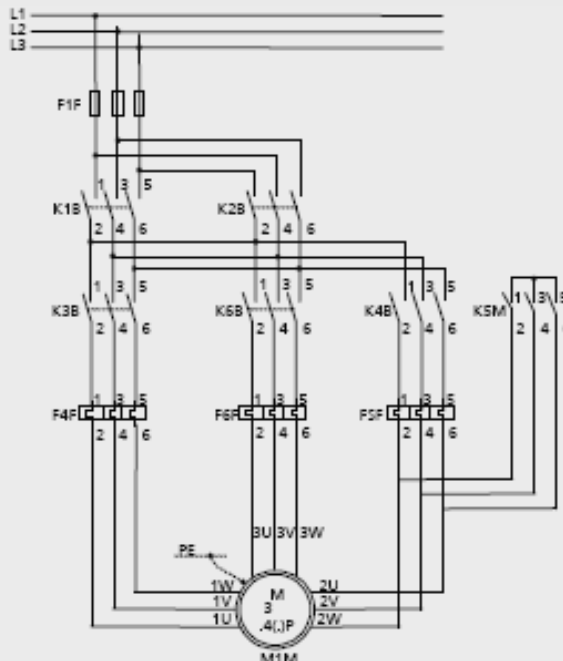 L1
L2
L3
F1F
1 3 5
K1B K2B
2 4 6 2 4 6
1 3 5 1 3 5 1 3 5 1 3 5
K3B K6B K4B K5M
2 4 6 2 4 6 2 4 6 2 4 6
1 3 5 1 3 5 1 3 5
F4F F6F F5F
2 4 6 2 4 6 2 4 6
3U 3V 3W
PE
1W M 2U
1V 3 2V
1U .4(.)P 2W
M1M